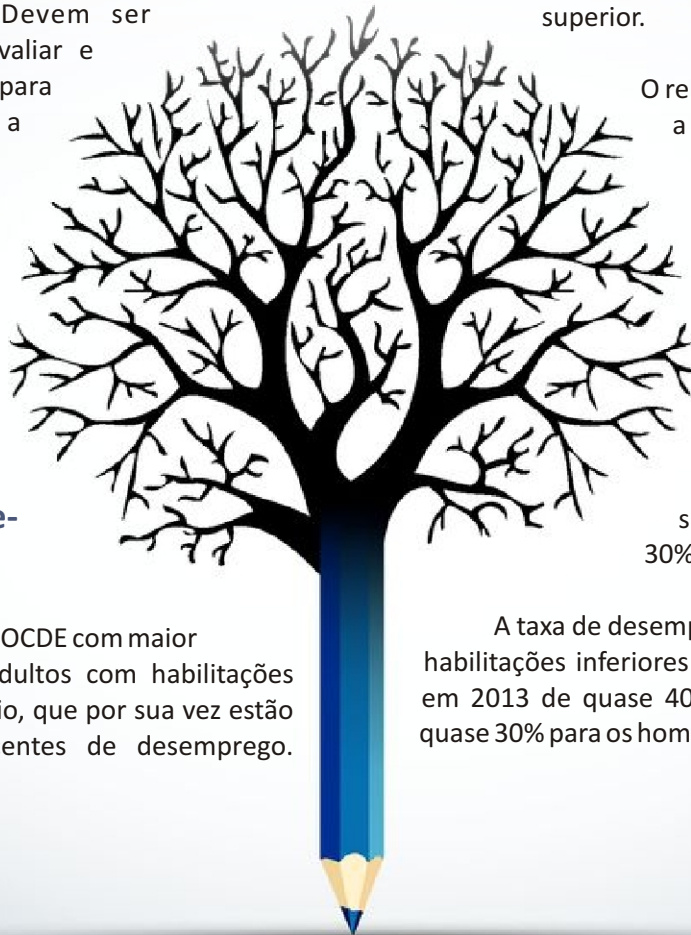 Devem ser
valiar e
para
a
e-
OCDE com maior
dultos com habilitações
io, que por sua vez estão
entes de desemprego.
superior.
O re
a
s
30%
A taxa de desemp
habilitações inferiores
em 2013 de quase 40
quase 30% para os hom